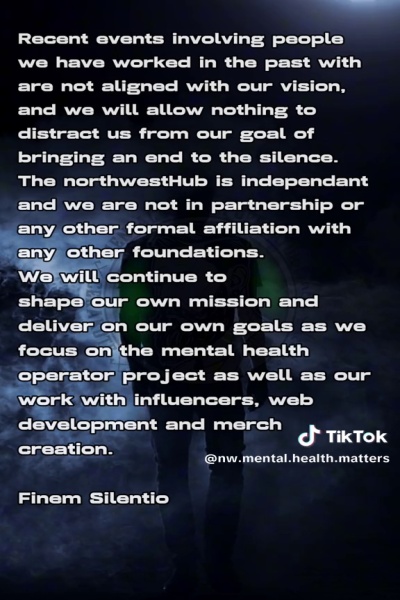 Recent events involving people
we have worked in the past with
are not aligned with our vision,
and we will allow nothing to
distract us from our goal of
bringing an end to the silence.
The northwestHub is independant
and we are not in partnership or
any other formal affiliation with
any other foundations.
We will continue to
shape our own mission and
deliver on our own goals as we
focus on the mental health
operator project as well as our
work with influencers, web
development and merch
creation.
TikTok
@nw.mental.health.matters
Finem Silentio